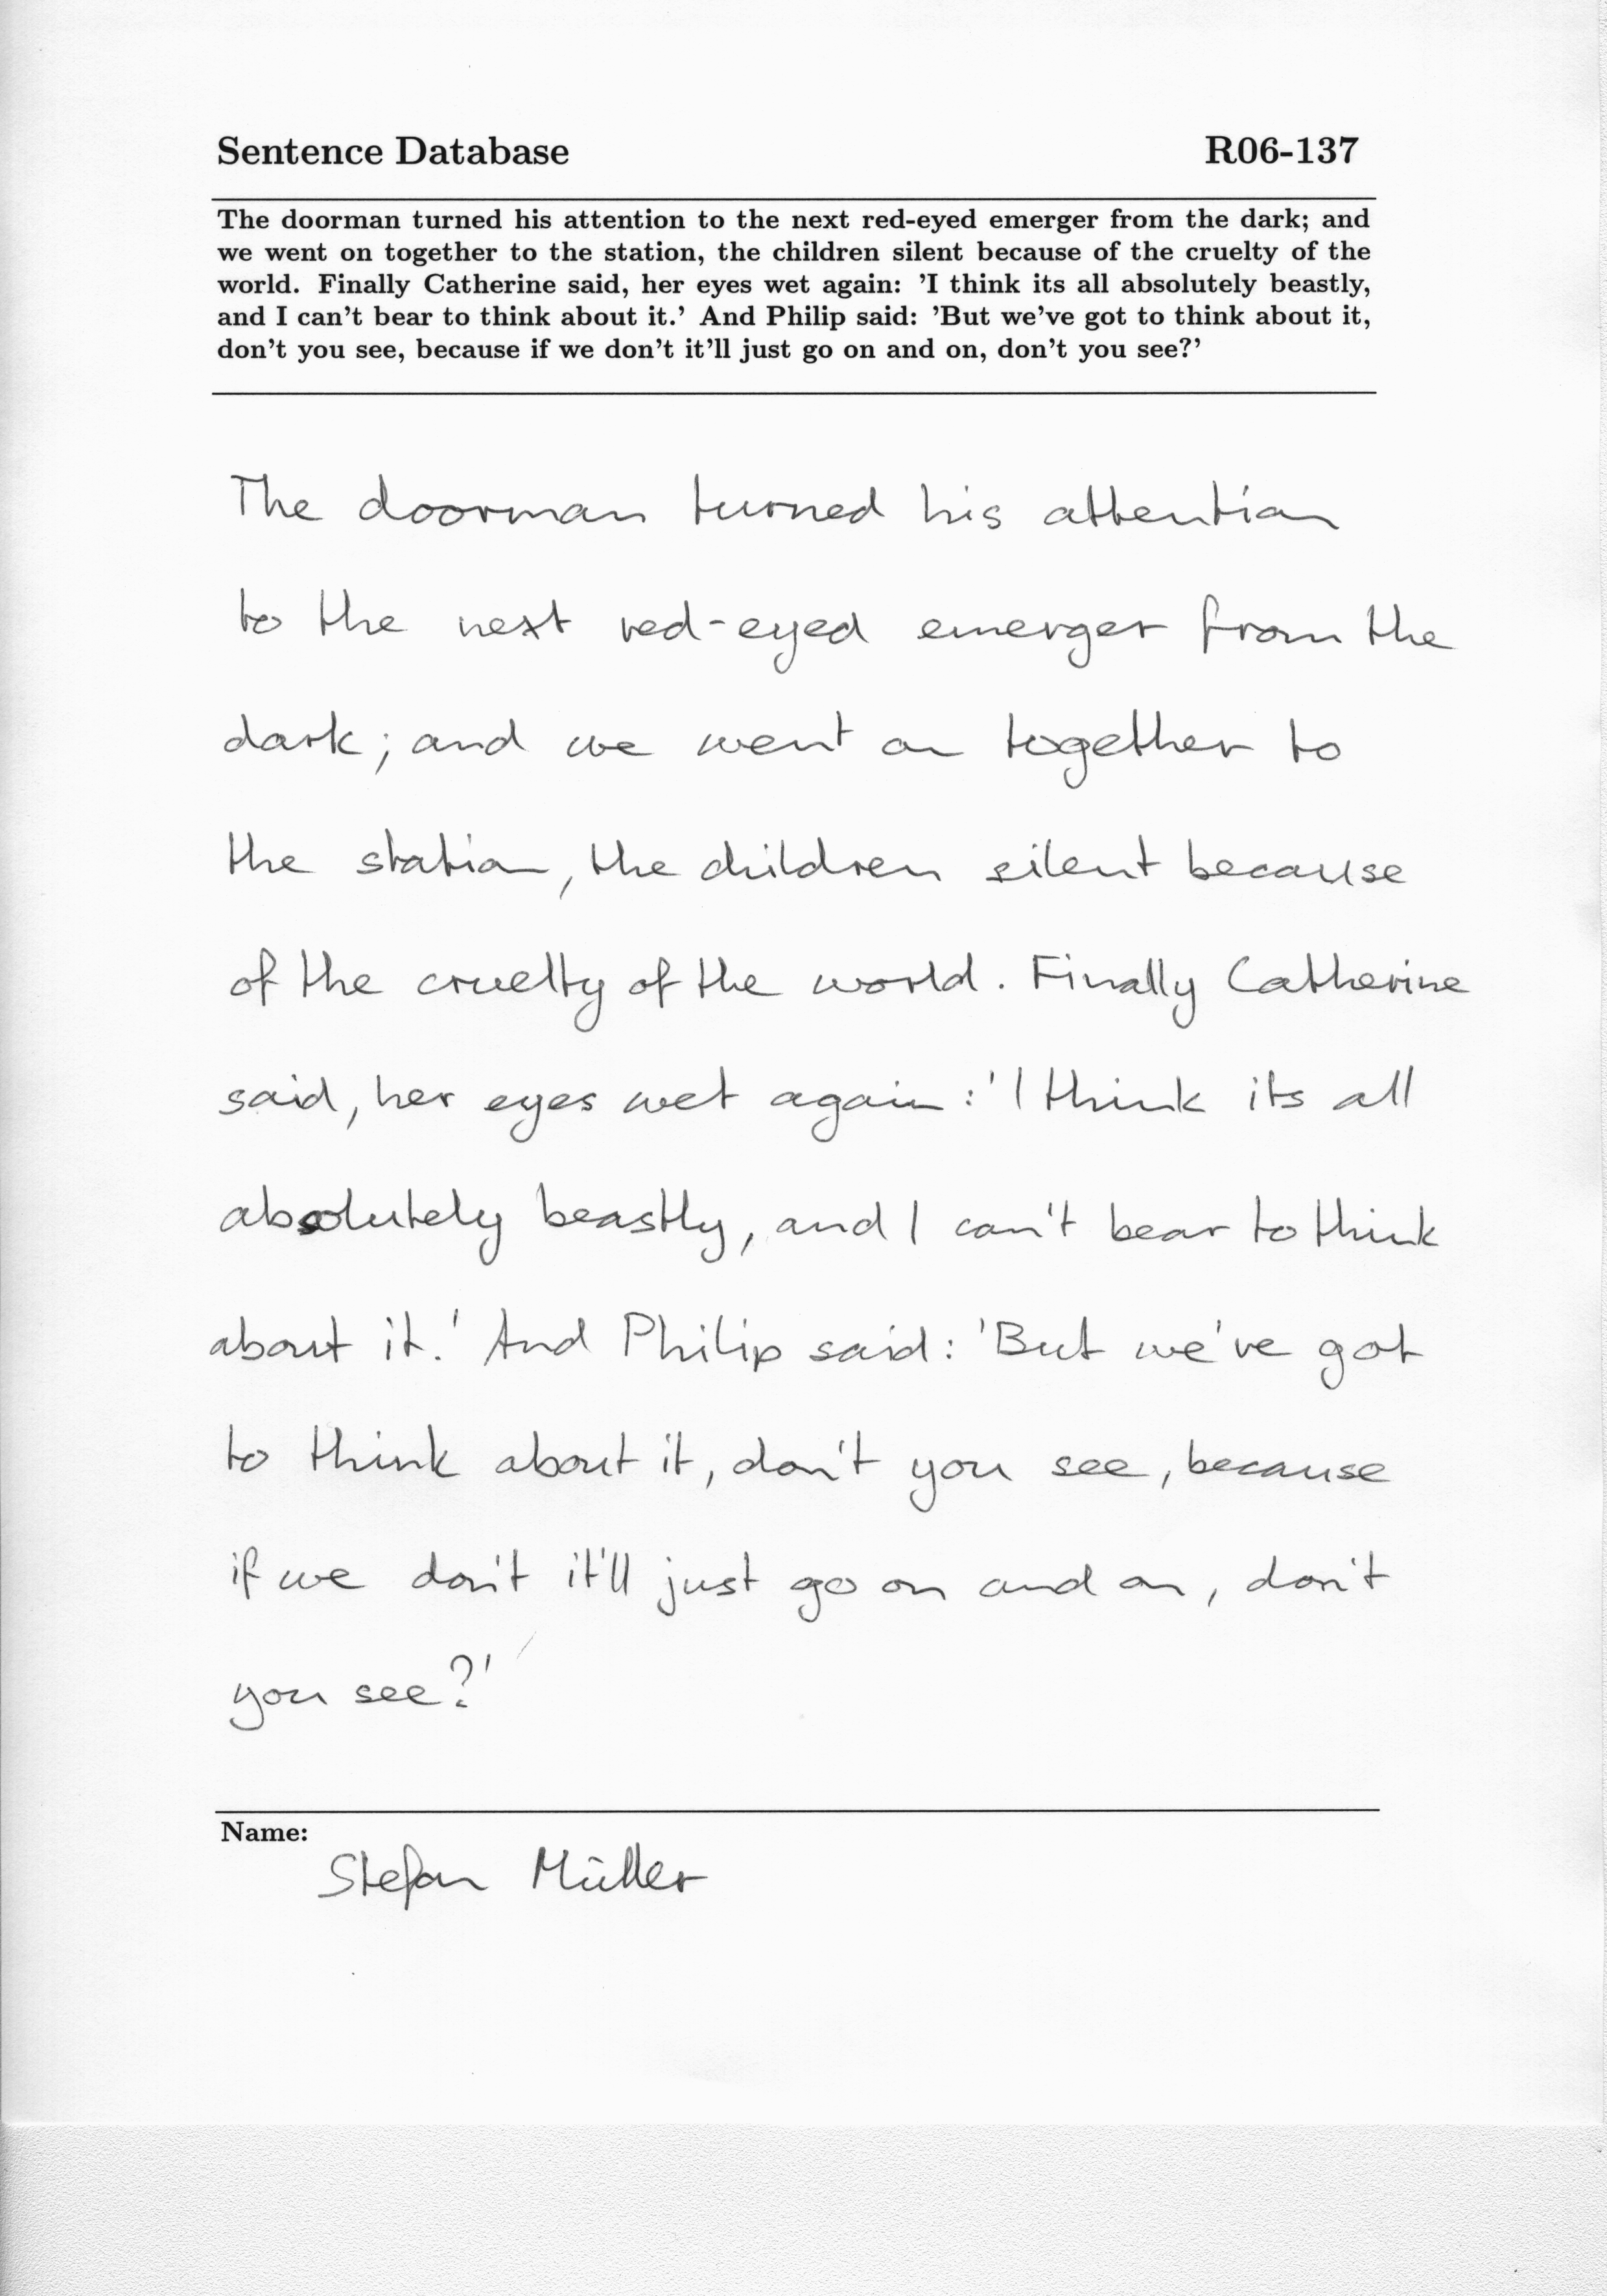 Sentence Database R06-137
The doorman turned his attention to the next red-eyed emerger from the dark; and
we went on together to the station, the children silent because of the cruelty of the
world. Finally Catherine said, her eyes wet again: 'I think its all absolutely beastly,
and I can't bear to think about it.' And Philip said: 'But we've got to think about it,
don't you see, because if we don't it'll just go on and on, don't you see?'
The doorman turned his attention
to the next red-eyed emerger from the
dark; and we went on together to
the station, the children silent because
of the cruelty of the world. Finally Catherine
said, her eyes wet again: 'I think its all
absolutely beastly, and I can't bear to think
about it.' And Philip said: 'But we've got
to think about it, don't you see, because
if we don't it'll just go on and on, don't
you see?'
Name:
Stefan Müller